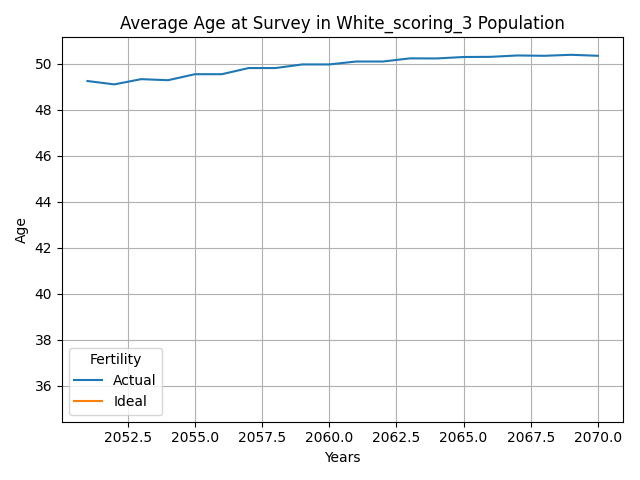 Average Age at Survey in White_scoring_3 Population
Age
50
48
46
44
42
40
38
36
Fertility
Actual
Ideal
2052.5 2055.0 2057.5 2060.0 2062.5 2065.0 2067.5 2070.0
Years